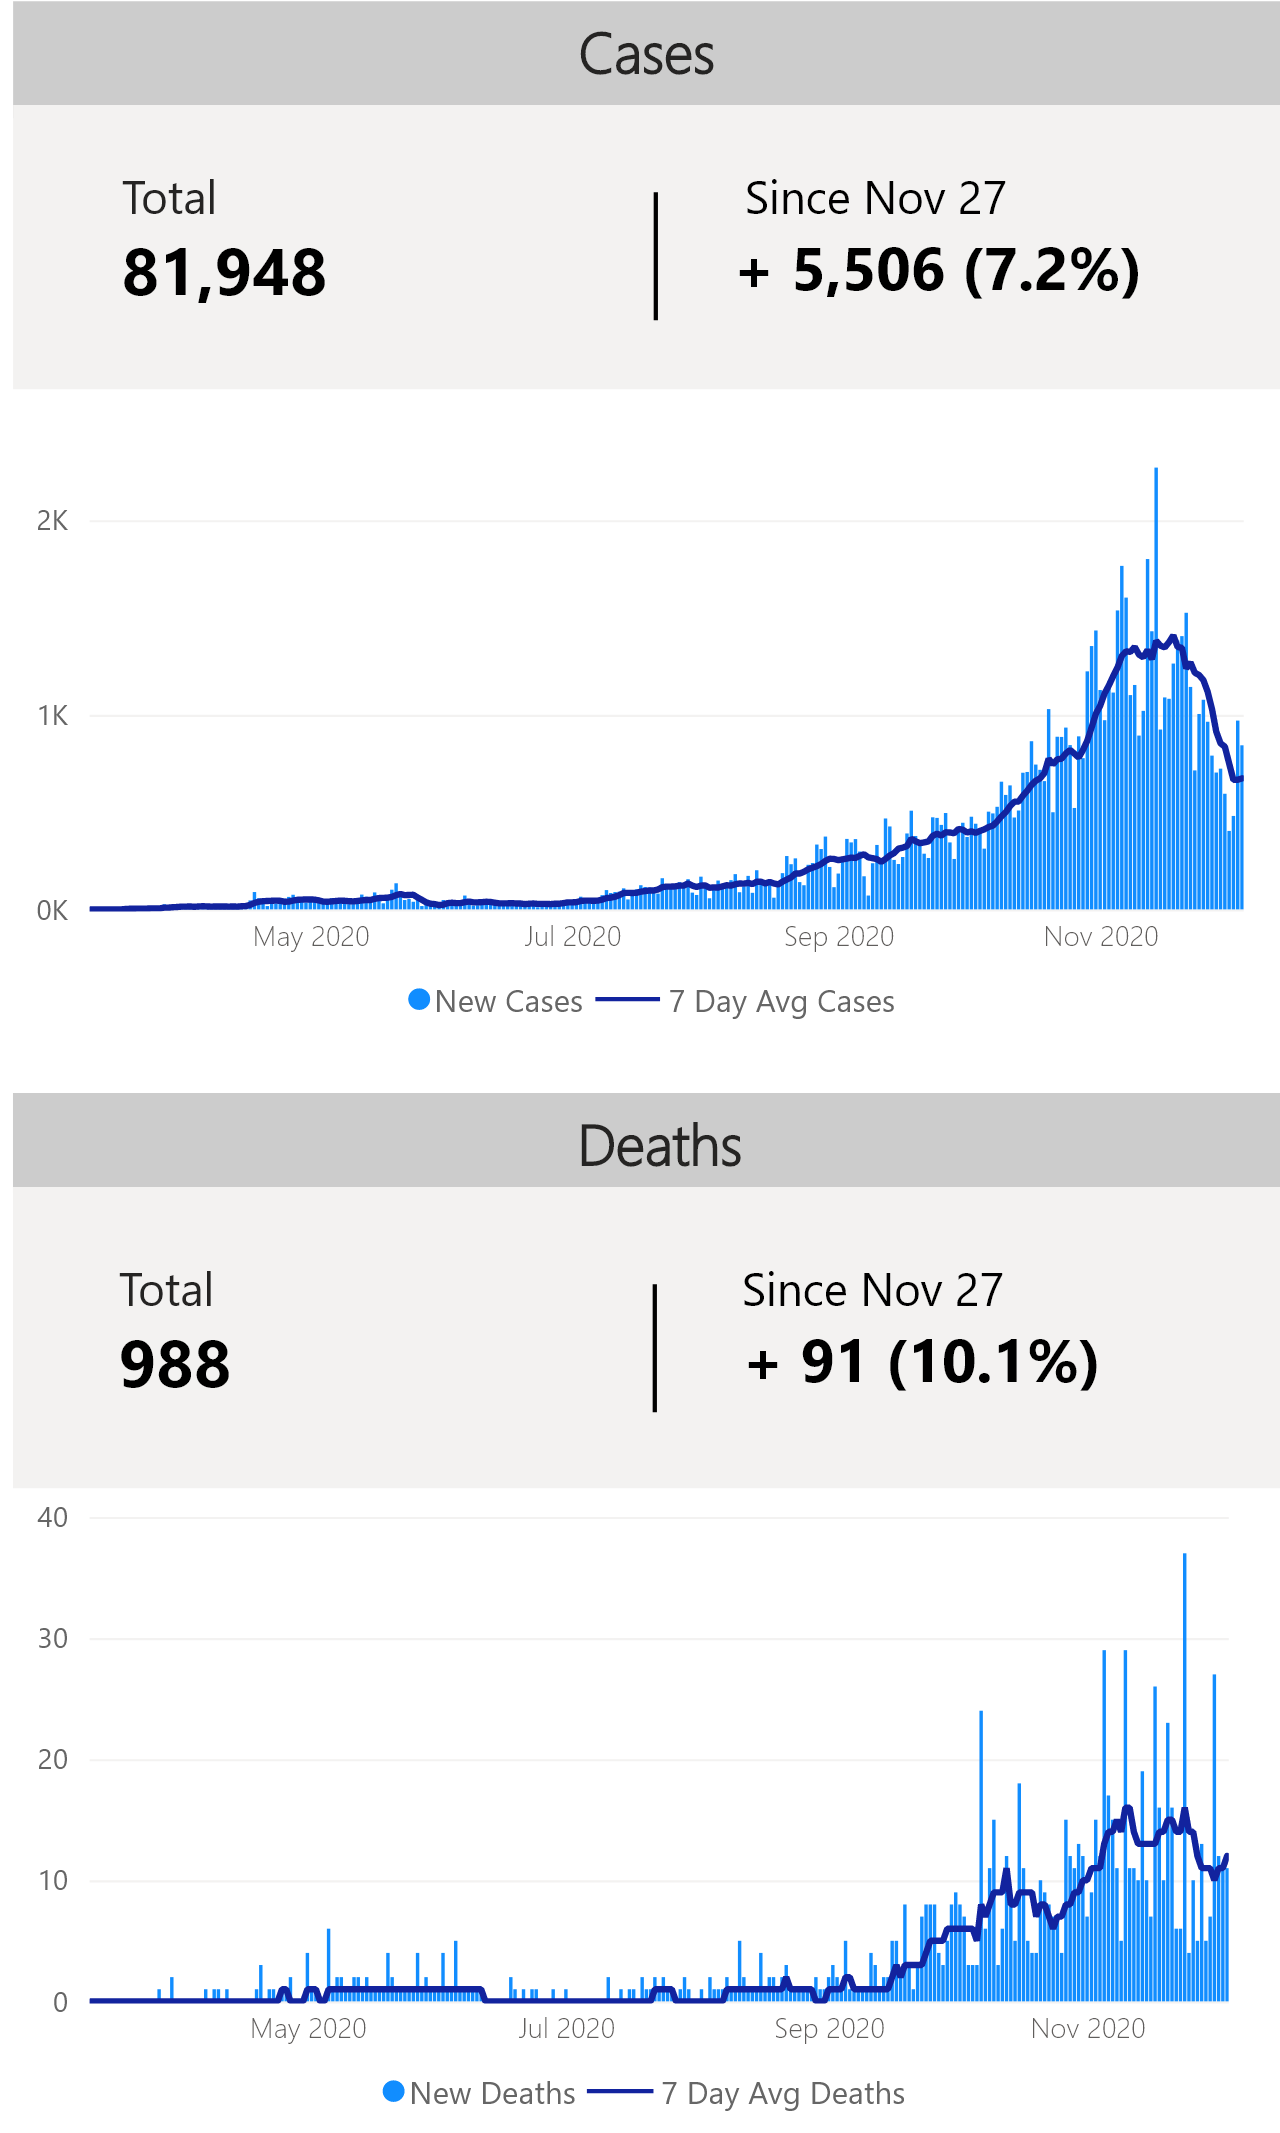 Cases
Total
Since Nov 27
81,948
+ 5,506 (7.2%)
2K
1K
0K
May 2020
Jul 2020
Sep 2020
Nov 2020
New Cases
7 Day Avg Cases
Deaths
Total
Since Nov 27
988
+ 91 (10.1%)
40
30
20
10
0
May 2020
Jul 2020
Sep 2020
Nov 2020
New Deaths
7 Day Avg Deaths